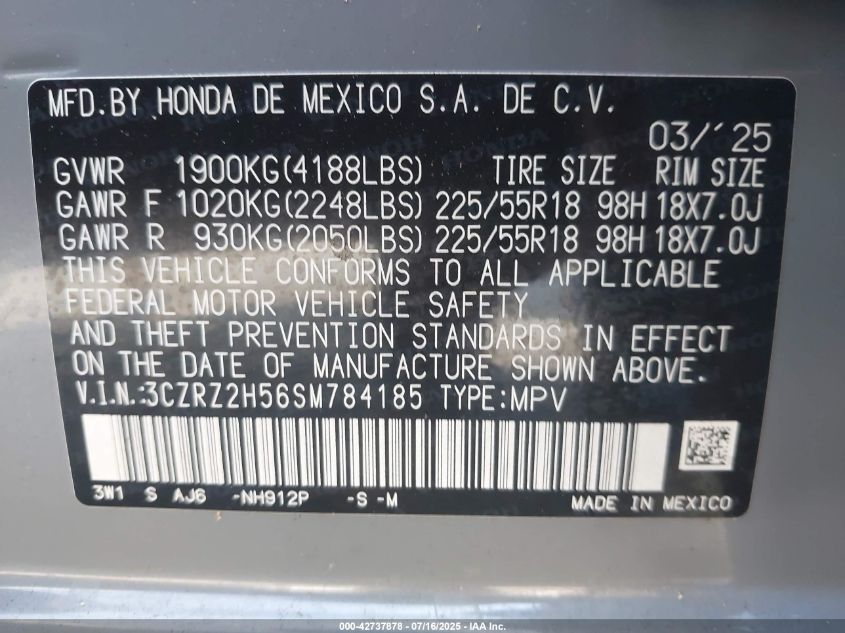 MFD.BY HONDA DE MEXICO S.A. DE C.V.
03/'25
GVWR 1900KG(4188LBS) TIRE SIZE RIM SIZE
GAWR F 1020KG(2248LBS) 225/55R18 98H 18X7.0J
GAWR R 930KG(2050LBS) 225/55R18 98H 18X7.0J
THIS VEHICLE CONFORMS TO ALL APPLICABLE
FEDERAL MOTOR VEHICLE SAFETY
AND THEFT PREVENTION STANDARDS IN EFFECT
ON THE DATE OF MANUFACTURE SHOWN ABOVE.
V.I.N.:3CZRZ2H56SM784185 TYPE:MPV
3W1 S AJ6 -NH912P -S -M MADE IN MEXICO
000-42737878 - 07/16/2025 - IAA Inc.